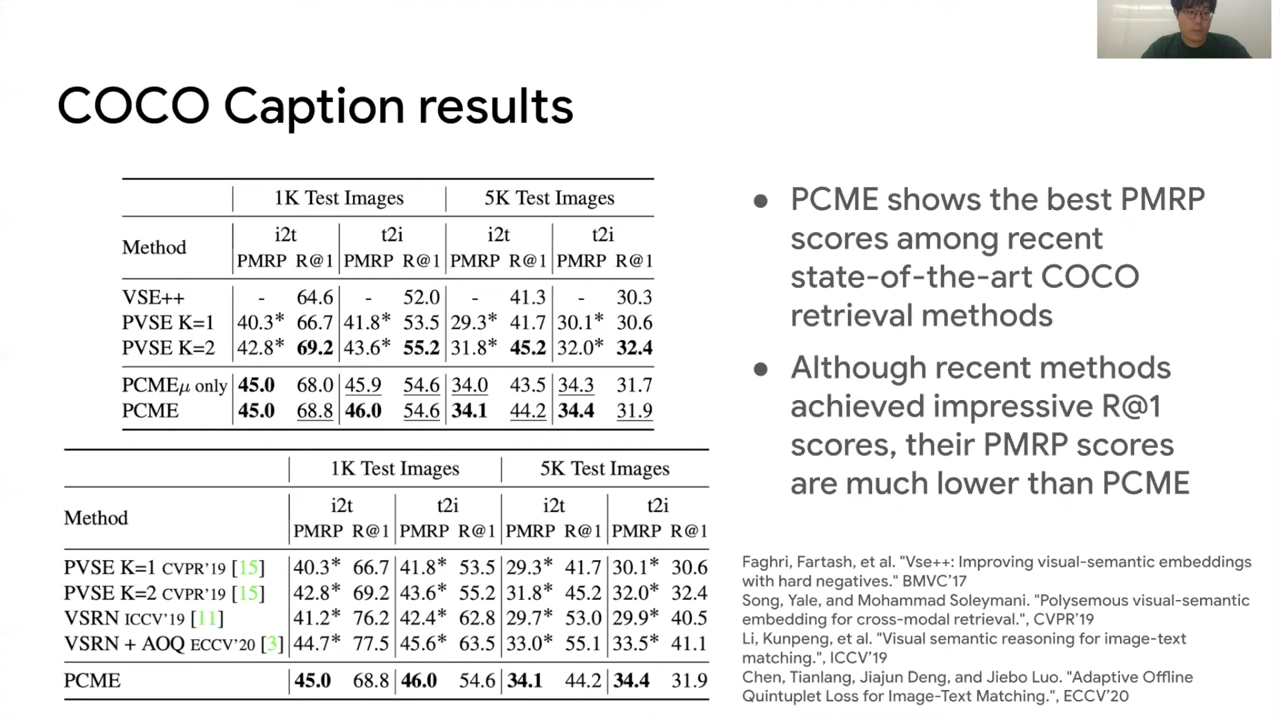 COCO Caption results
1K Test Images 5K Test Images
Method i2t t2i i2t t2i
PMRP R@1 PMRP R@1 PMRP R@1 PMRP R@1
VSE++ - 64.6 - 52.0 - 41.3 - 30.3
PVSE K=1 40.3* 66.7 41.8* 53.5 29.3* 41.7 30.1* 30.6
PVSE K=2 42.8* 69.2 43.6* 55.2 31.8* 45.2 32.0* 32.4
PCMEμ only 45.0 68.0 45.9 54.6 34.0 43.5 34.3 31.7
PCME 45.0 68.8 46.0 54.6 34.1 44.2 34.4 31.9
1K Test Images 5K Test Images
Method i2t t2i i2t t2i
PMRP R@1 PMRP R@1 PMRP R@1 PMRP R@1
PVSE K=1 CVPR'19 [15] 40.3* 66.7 41.8* 53.5 29.3* 41.7 30.1* 30.6
PVSE K=2 CVPR'19 [15] 42.8* 69.2 43.6* 55.2 31.8* 45.2 32.0* 32.4
VSRN ICCV'19 [11] 41.2* 76.2 42.4* 62.8 29.7* 53.0 29.9* 40.5
VSRN + AOQ ECCV'20 [3] 44.7* 77.5 45.6* 63.5 33.0* 55.1 33.5* 41.1
PCME 45.0 68.8 46.0 54.6 34.1 44.2 34.4 31.9
● PCME shows the best PMRP
scores among recent
state-of-the-art COCO
retrieval methods
● Although recent methods
achieved impressive R@1
scores, their PMRP scores
are much lower than PCME
Faghri, Fartash, et al. "Vse++: Improving visual-semantic embeddings
with hard negatives." BMVC'17
Song, Yale, and Mohammad Soleymani. "Polysemous visual-semantic
embedding for cross-modal retrieval.", CVPR'19
Li, Kunpeng, et al. "Visual semantic reasoning for image-text
matching.", ICCV'19
Chen, Tianlang, Jiajun Deng, and Jiebo Luo. "Adaptive Offline
Quintuplet Loss for Image-Text Matching.", ECCV'20